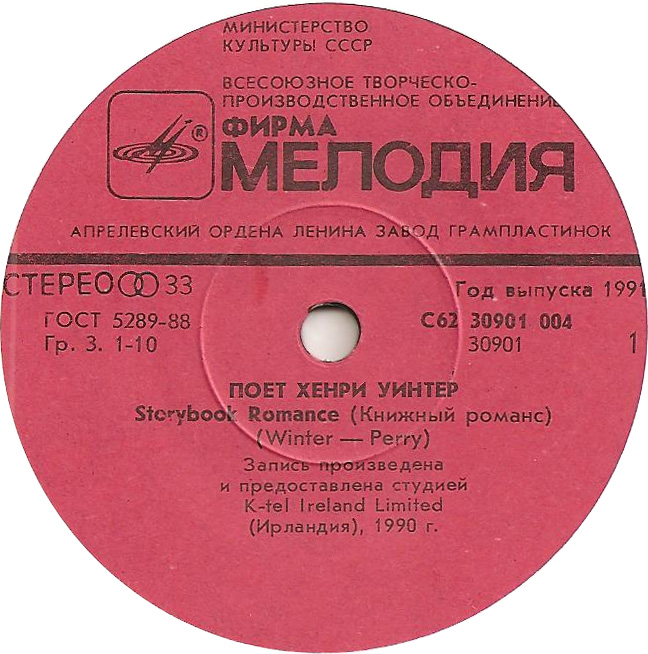 МИНИСТЕРСТВО
КУЛЬТУРЫ СССР
ВСЕСОЮЗНОЕ ТВОРЧЕСКО-
ПРОИЗВОДСТВЕННОЕ ОБЪЕДИНЕНИЕ
®
ФИРМА
МЕЛОДИЯ
АПРЕЛЕВСКИЙ ОРДЕНА ЛЕНИНА ЗАВОД ГРАМПЛАСТИНОК
СТЕРЕО 33
Год выпуска 1991
ГОСТ 5289-88
С62 30901 004
Гр. 3. 1-10
30901
1
ПОЕТ ХЕНРИ УИНТЕР
Storybook Romance (Книжный романс)
(Winter — Perry)
Запись произведена
и предоставлена студией
K-tel Ireland Limited
(Ирландия), 1990 г.